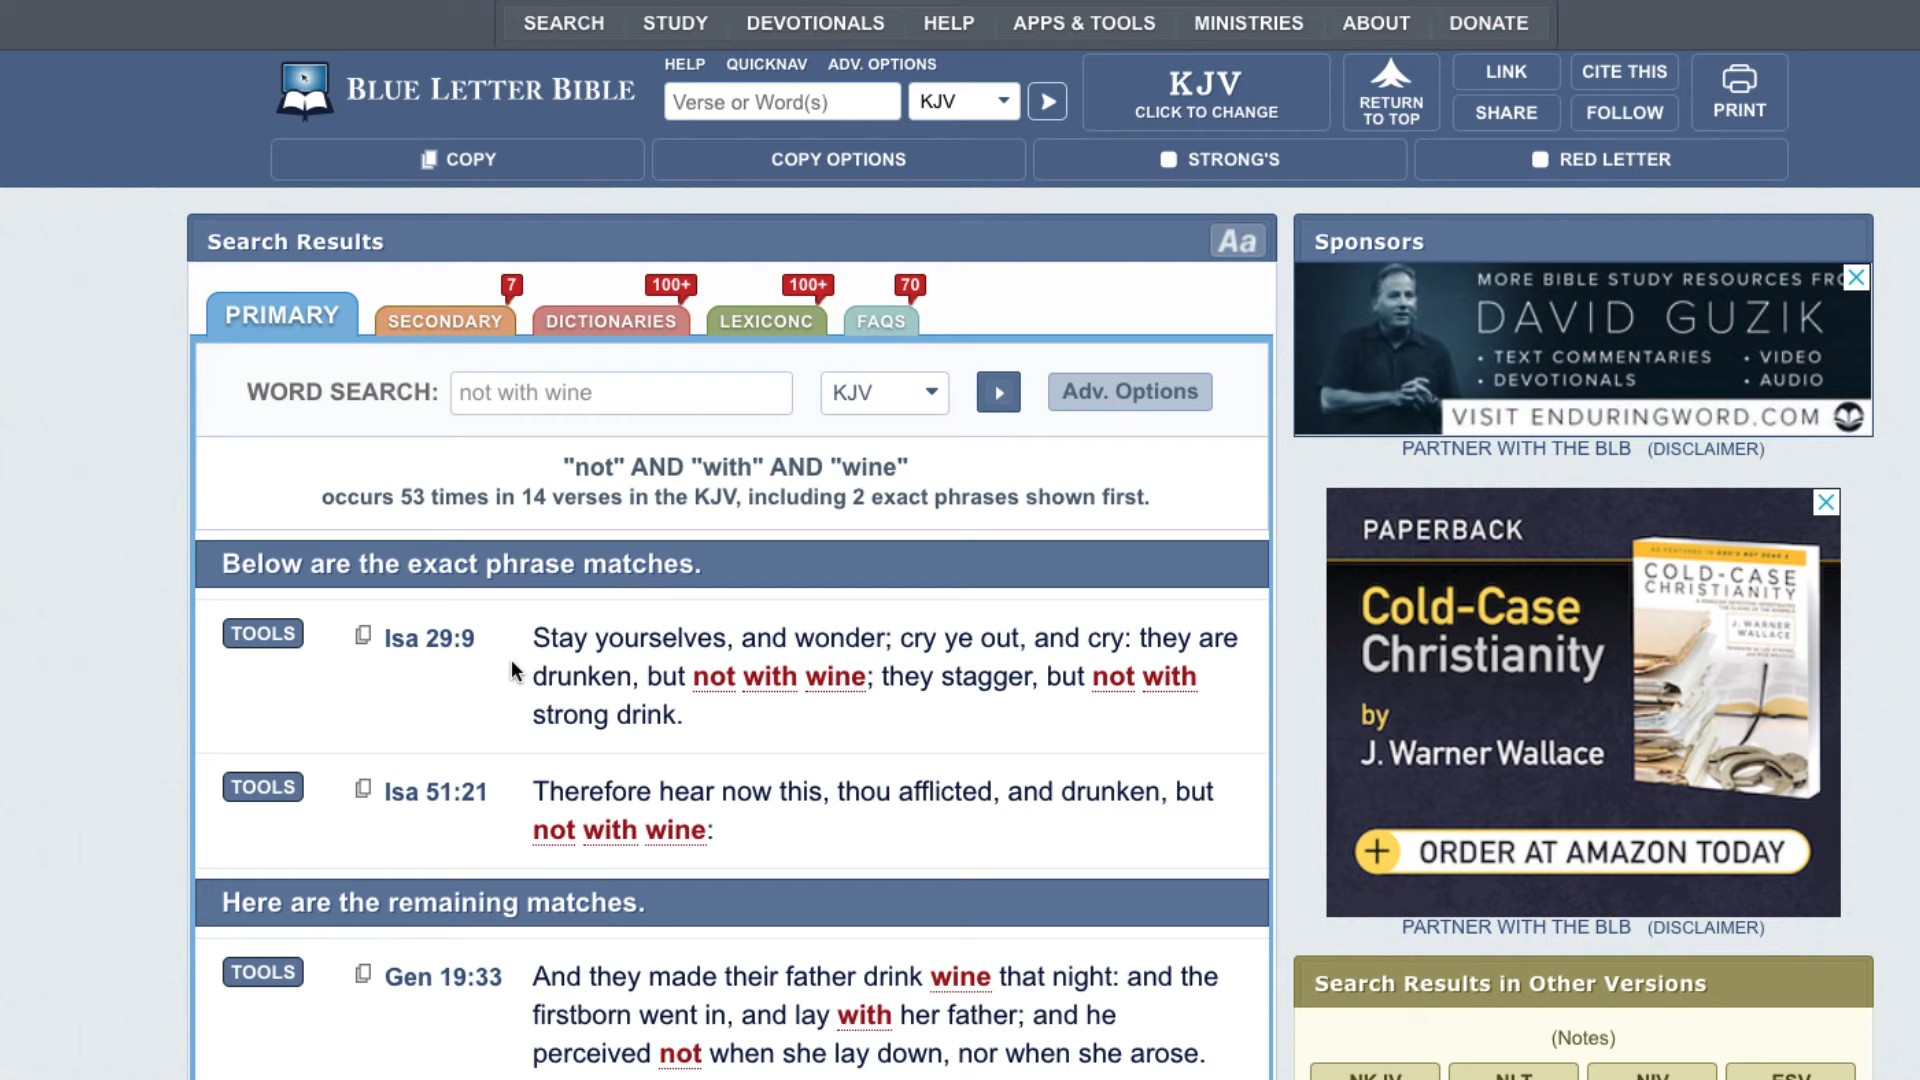 SEARCH STUDY DEVOTIONALS HELP APPS & TOOLS MINISTRIES ABOUT DONATE
BLUE LETTER BIBLE
HELP QUICKNAV ADV. OPTIONS
Verse or Word(s) KJV
KJV
CLICK TO CHANGE
RETURN
TO TOP
LINK CITE THIS
SHARE FOLLOW
PRINT
COPY COPY OPTIONS STRONG'S RED LETTER
Search Results Aa
7 100+ 100+ 70
PRIMARY SECONDARY DICTIONARIES LEXICONC FAQS
WORD SEARCH: not with wine KJV Adv. Options
"not" AND "with" AND "wine"
occurs 53 times in 14 verses in the KJV, including 2 exact phrases shown first.
Below are the exact phrase matches.
TOOLS Isa 29:9 Stay yourselves, and wonder; cry ye out, and cry: they are
drunken, but not with wine; they stagger, but not with
strong drink.
TOOLS Isa 51:21 Therefore hear now this, thou afflicted, and drunken, but
not with wine:
Here are the remaining matches.
TOOLS Gen 19:33 And they made their father drink wine that night: and the
firstborn went in, and lay with her father; and he
perceived not when she lay down, nor when she arose.
Sponsors
MORE BIBLE STUDY RESOURCES FRO
DAVID GUZIK
• TEXT COMMENTARIES • VIDEO
• DEVOTIONALS • AUDIO
VISIT ENDURINGWORD.COM
PARTNER WITH THE BLB (DISCLAIMER)
PAPERBACK
Cold-Case
Christianity
by
J. Warner Wallace
COLD-CASE
CHRISTIANITY
J. WARNER
WALLACE
+ ORDER AT AMAZON TODAY
PARTNER WITH THE BLB (DISCLAIMER)
Search Results in Other Versions
(Notes)
NKJV NLT NIV ESV